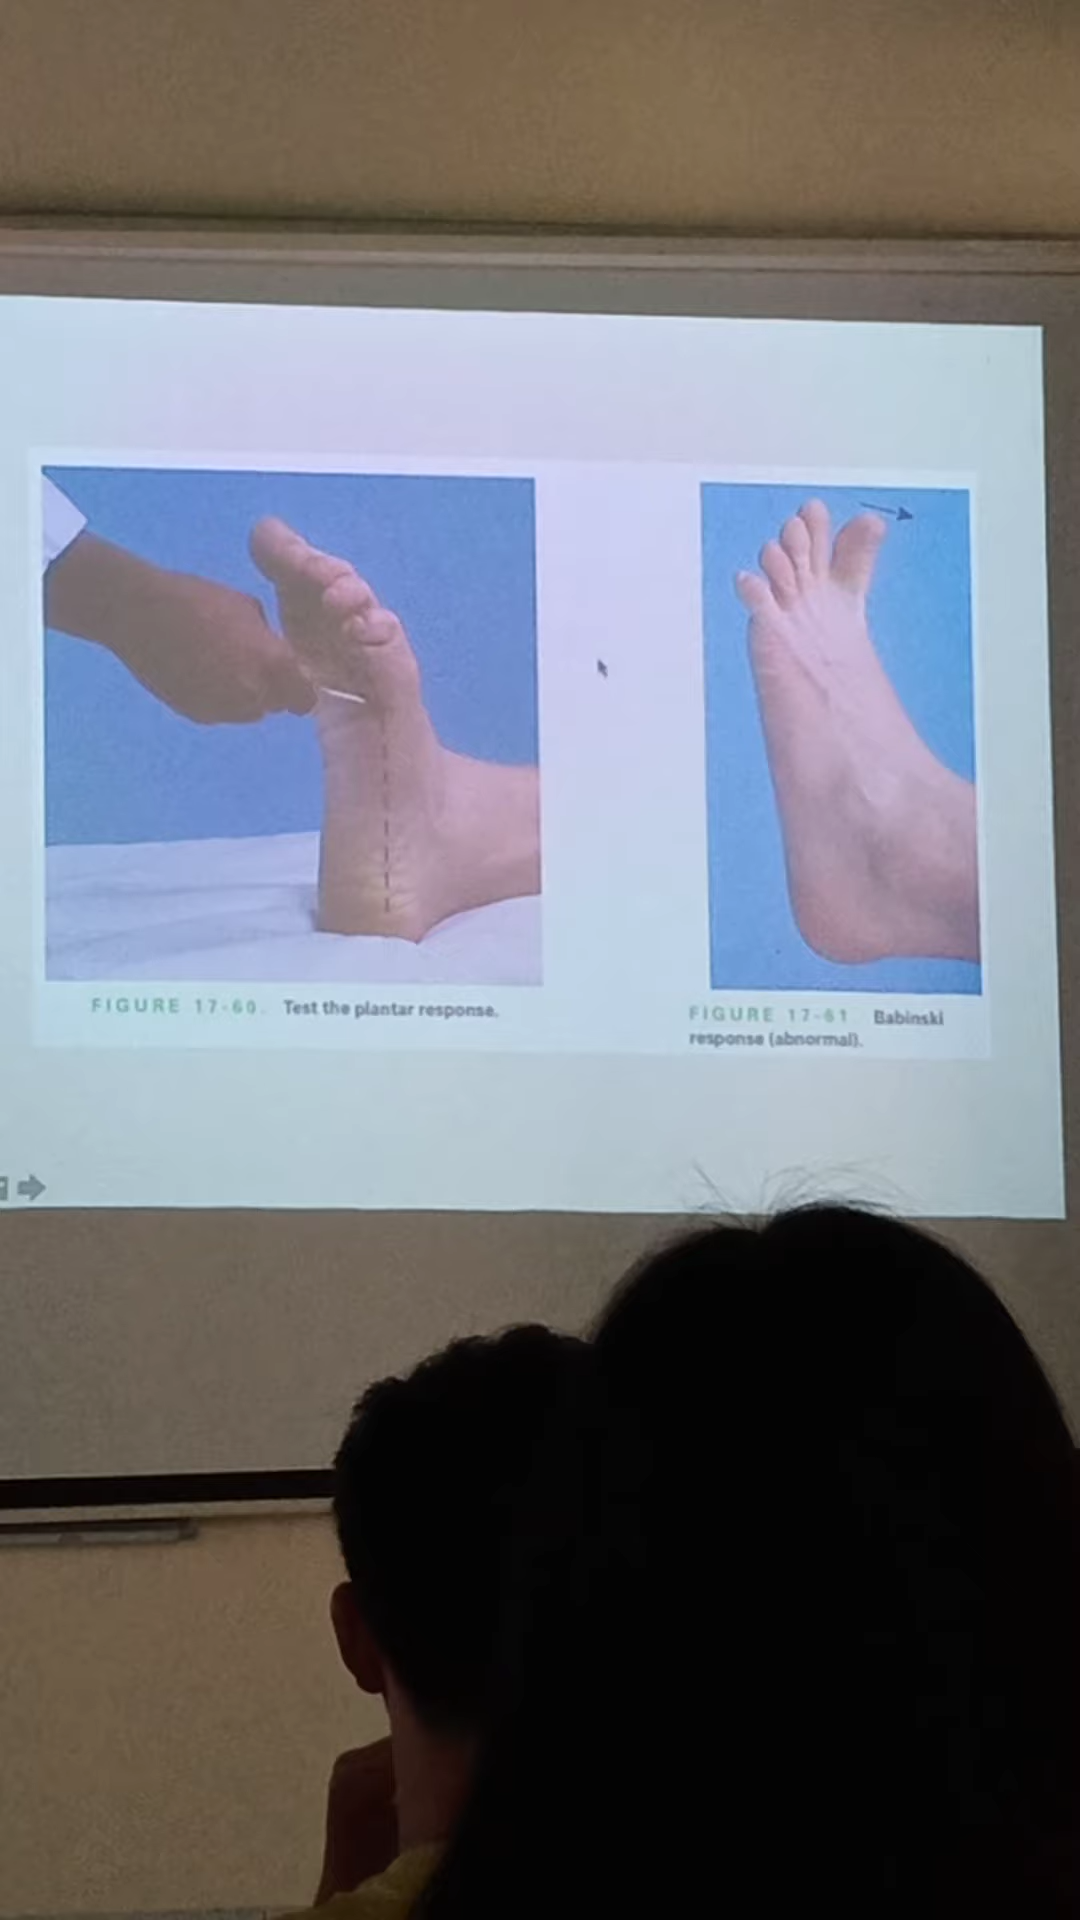 FIGURE 17-60. Test the plantar response.
FIGURE 17-61 Babinski
response (abnormal).